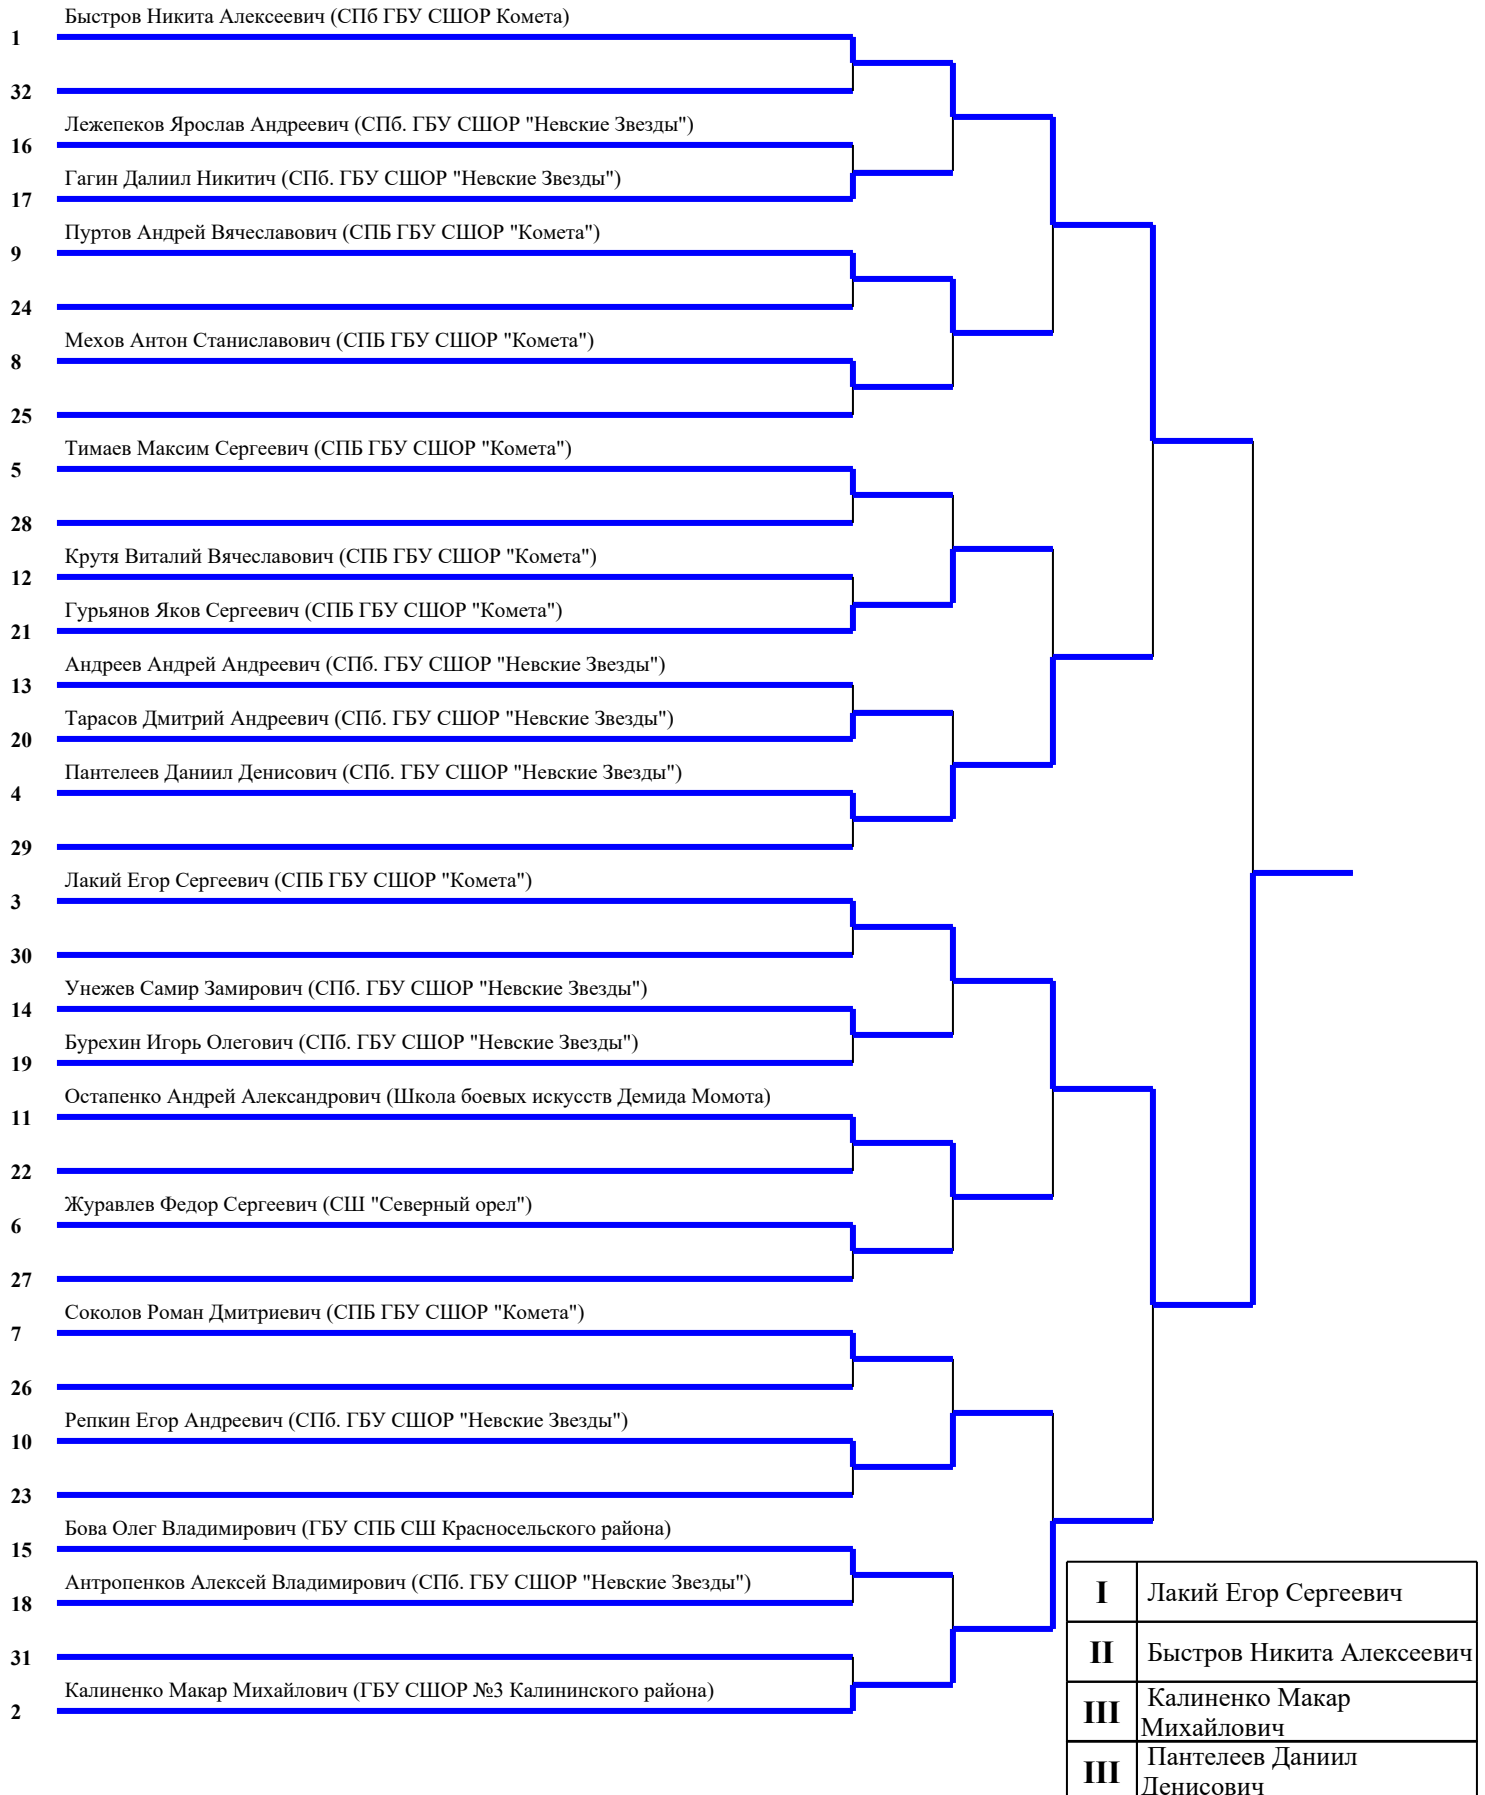 Быстров Никита Алексеевич (СПб ГБУ СШОР Комета)
1
32
Лежепеков Ярослав Андреевич (СПб. ГБУ СШОР "Невские Звезды")
16
Гагин Далиил Никитич (СПб. ГБУ СШОР "Невские Звезды")
17
Пуртов Андрей Вячеславович (СПБ ГБУ СШОР "Комета")
9
24
Мехов Антон Станиславович (СПБ ГБУ СШОР "Комета")
8
25
Тимаев Максим Сергеевич (СПБ ГБУ СШОР "Комета")
5
28
Крутя Виталий Вячеславович (СПБ ГБУ СШОР "Комета")
12
Гурьянов Яков Сергеевич (СПБ ГБУ СШОР "Комета")
21
Андреев Андрей Андреевич (СПб. ГБУ СШОР "Невские Звезды")
13
Тарасов Дмитрий Андреевич (СПб. ГБУ СШОР "Невские Звезды")
20
Пантелеев Даниил Денисович (СПб. ГБУ СШОР "Невские Звезды")
4
29
Лакий Егор Сергеевич (СПБ ГБУ СШОР "Комета")
3
30
Унежев Самир Замирович (СПб. ГБУ СШОР "Невские Звезды")
14
Бурехин Игорь Олегович (СПб. ГБУ СШОР "Невские Звезды")
19
Остапенко Андрей Александрович (Школа боевых искусств Демида Момота)
11
22
Журавлев Федор Сергеевич (СШ "Северный орел")
6
27
Соколов Роман Дмитриевич (СПБ ГБУ СШОР "Комета")
7
26
Репкин Егор Андреевич (СПб. ГБУ СШОР "Невские Звезды")
10
23
Бова Олег Владимирович (ГБУ СПБ СШ Красносельского района)
15
Антропенков Алексей Владимирович (СПб. ГБУ СШОР "Невские Звезды")
18
31
Калиненко Макар Михайлович (ГБУ СШОР №3 Калининского района)
2
I Лакий Егор Сергеевич
II Быстров Никита Алексеевич
III Калиненко Макар
Михайлович
III Пантелеев Даниил
Денисович